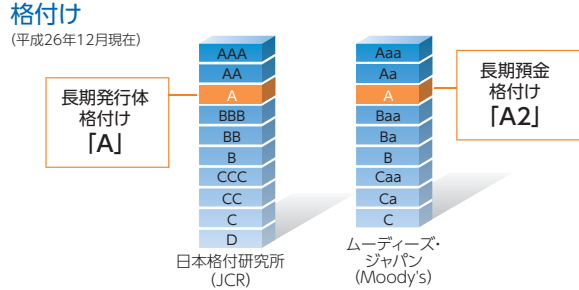 格付け
(平成26年12月現在)
長期発行体
格付け
「A」
AAA
AA
A
BBB
BB
B
CCC
CC
C
D
日本格付研究所
(JCR)
Aaa
Aa
A
Baa
Ba
B
Caa
Ca
C
ムーディーズ・
ジャパン
(Moody's)
長期預金
格付け
「A2」